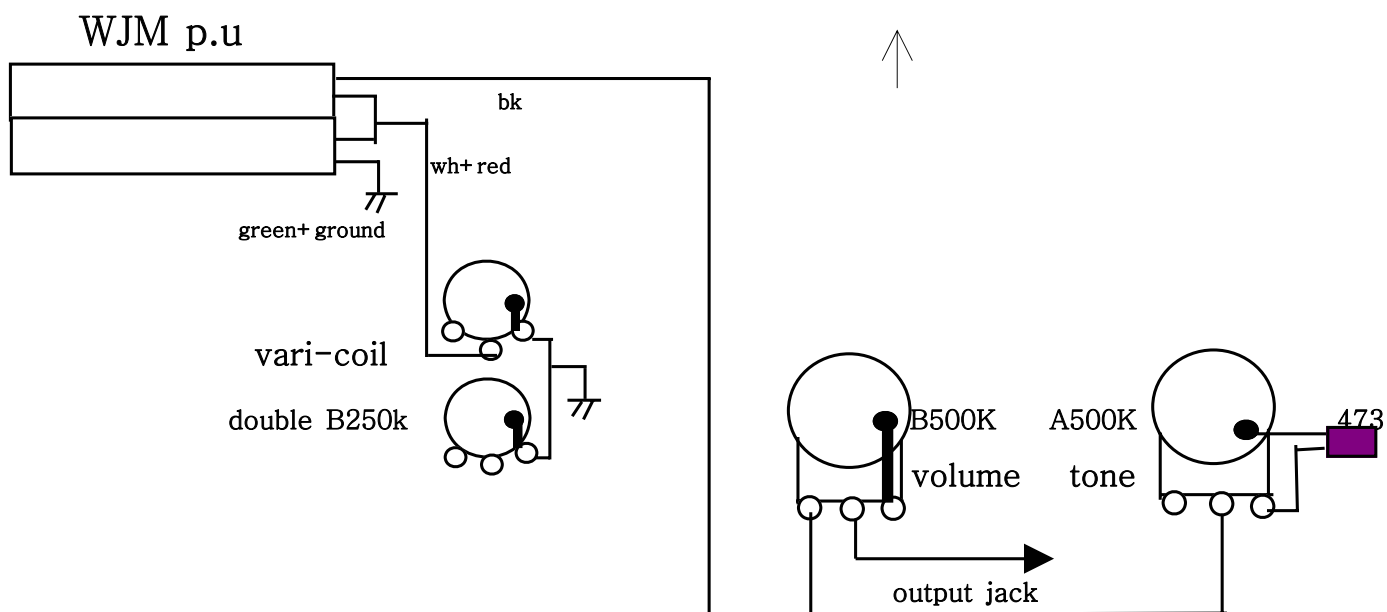 WJM p.u
bk
wh+red
green+ground
vari-coil
double B250k
B500K
A500K
473
volume
tone
output jack